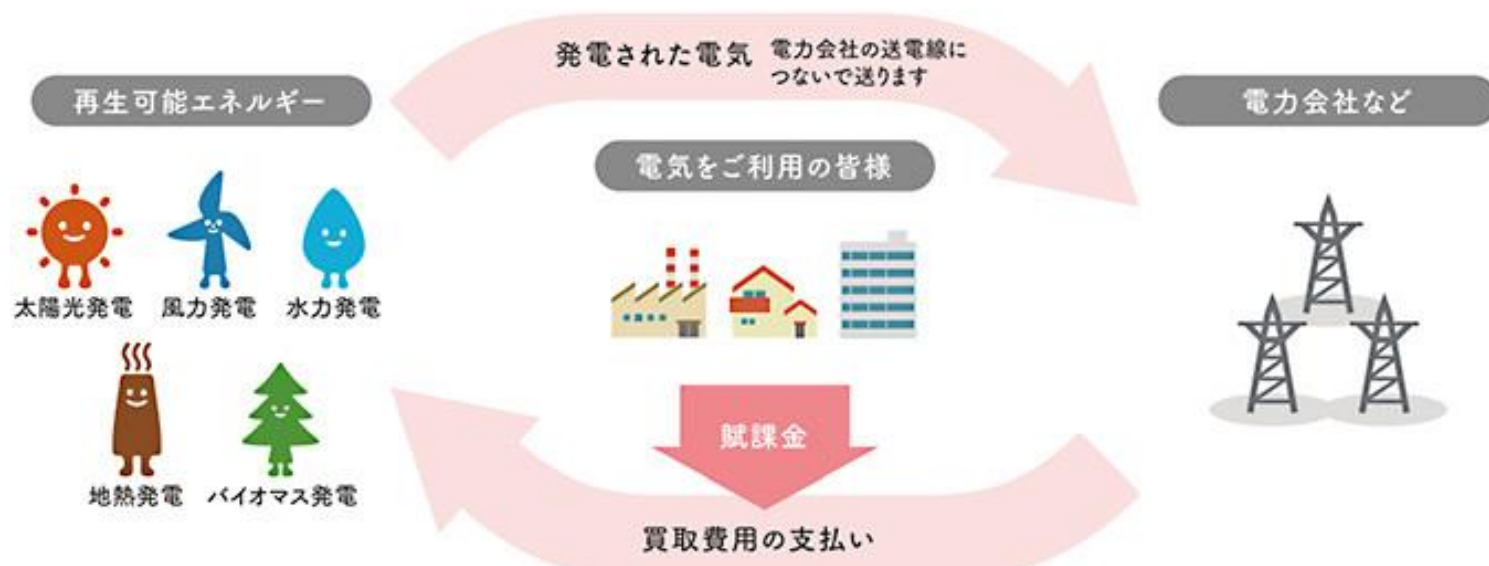 発電された電気 電力会社の送電線に
つないで送ります
再生可能エネルギー
電気をご利用の皆様
電力会社など
太陽光発電 風力発電 水力発電
地熱発電 バイオマス発電
賦課金
買取費用の支払い